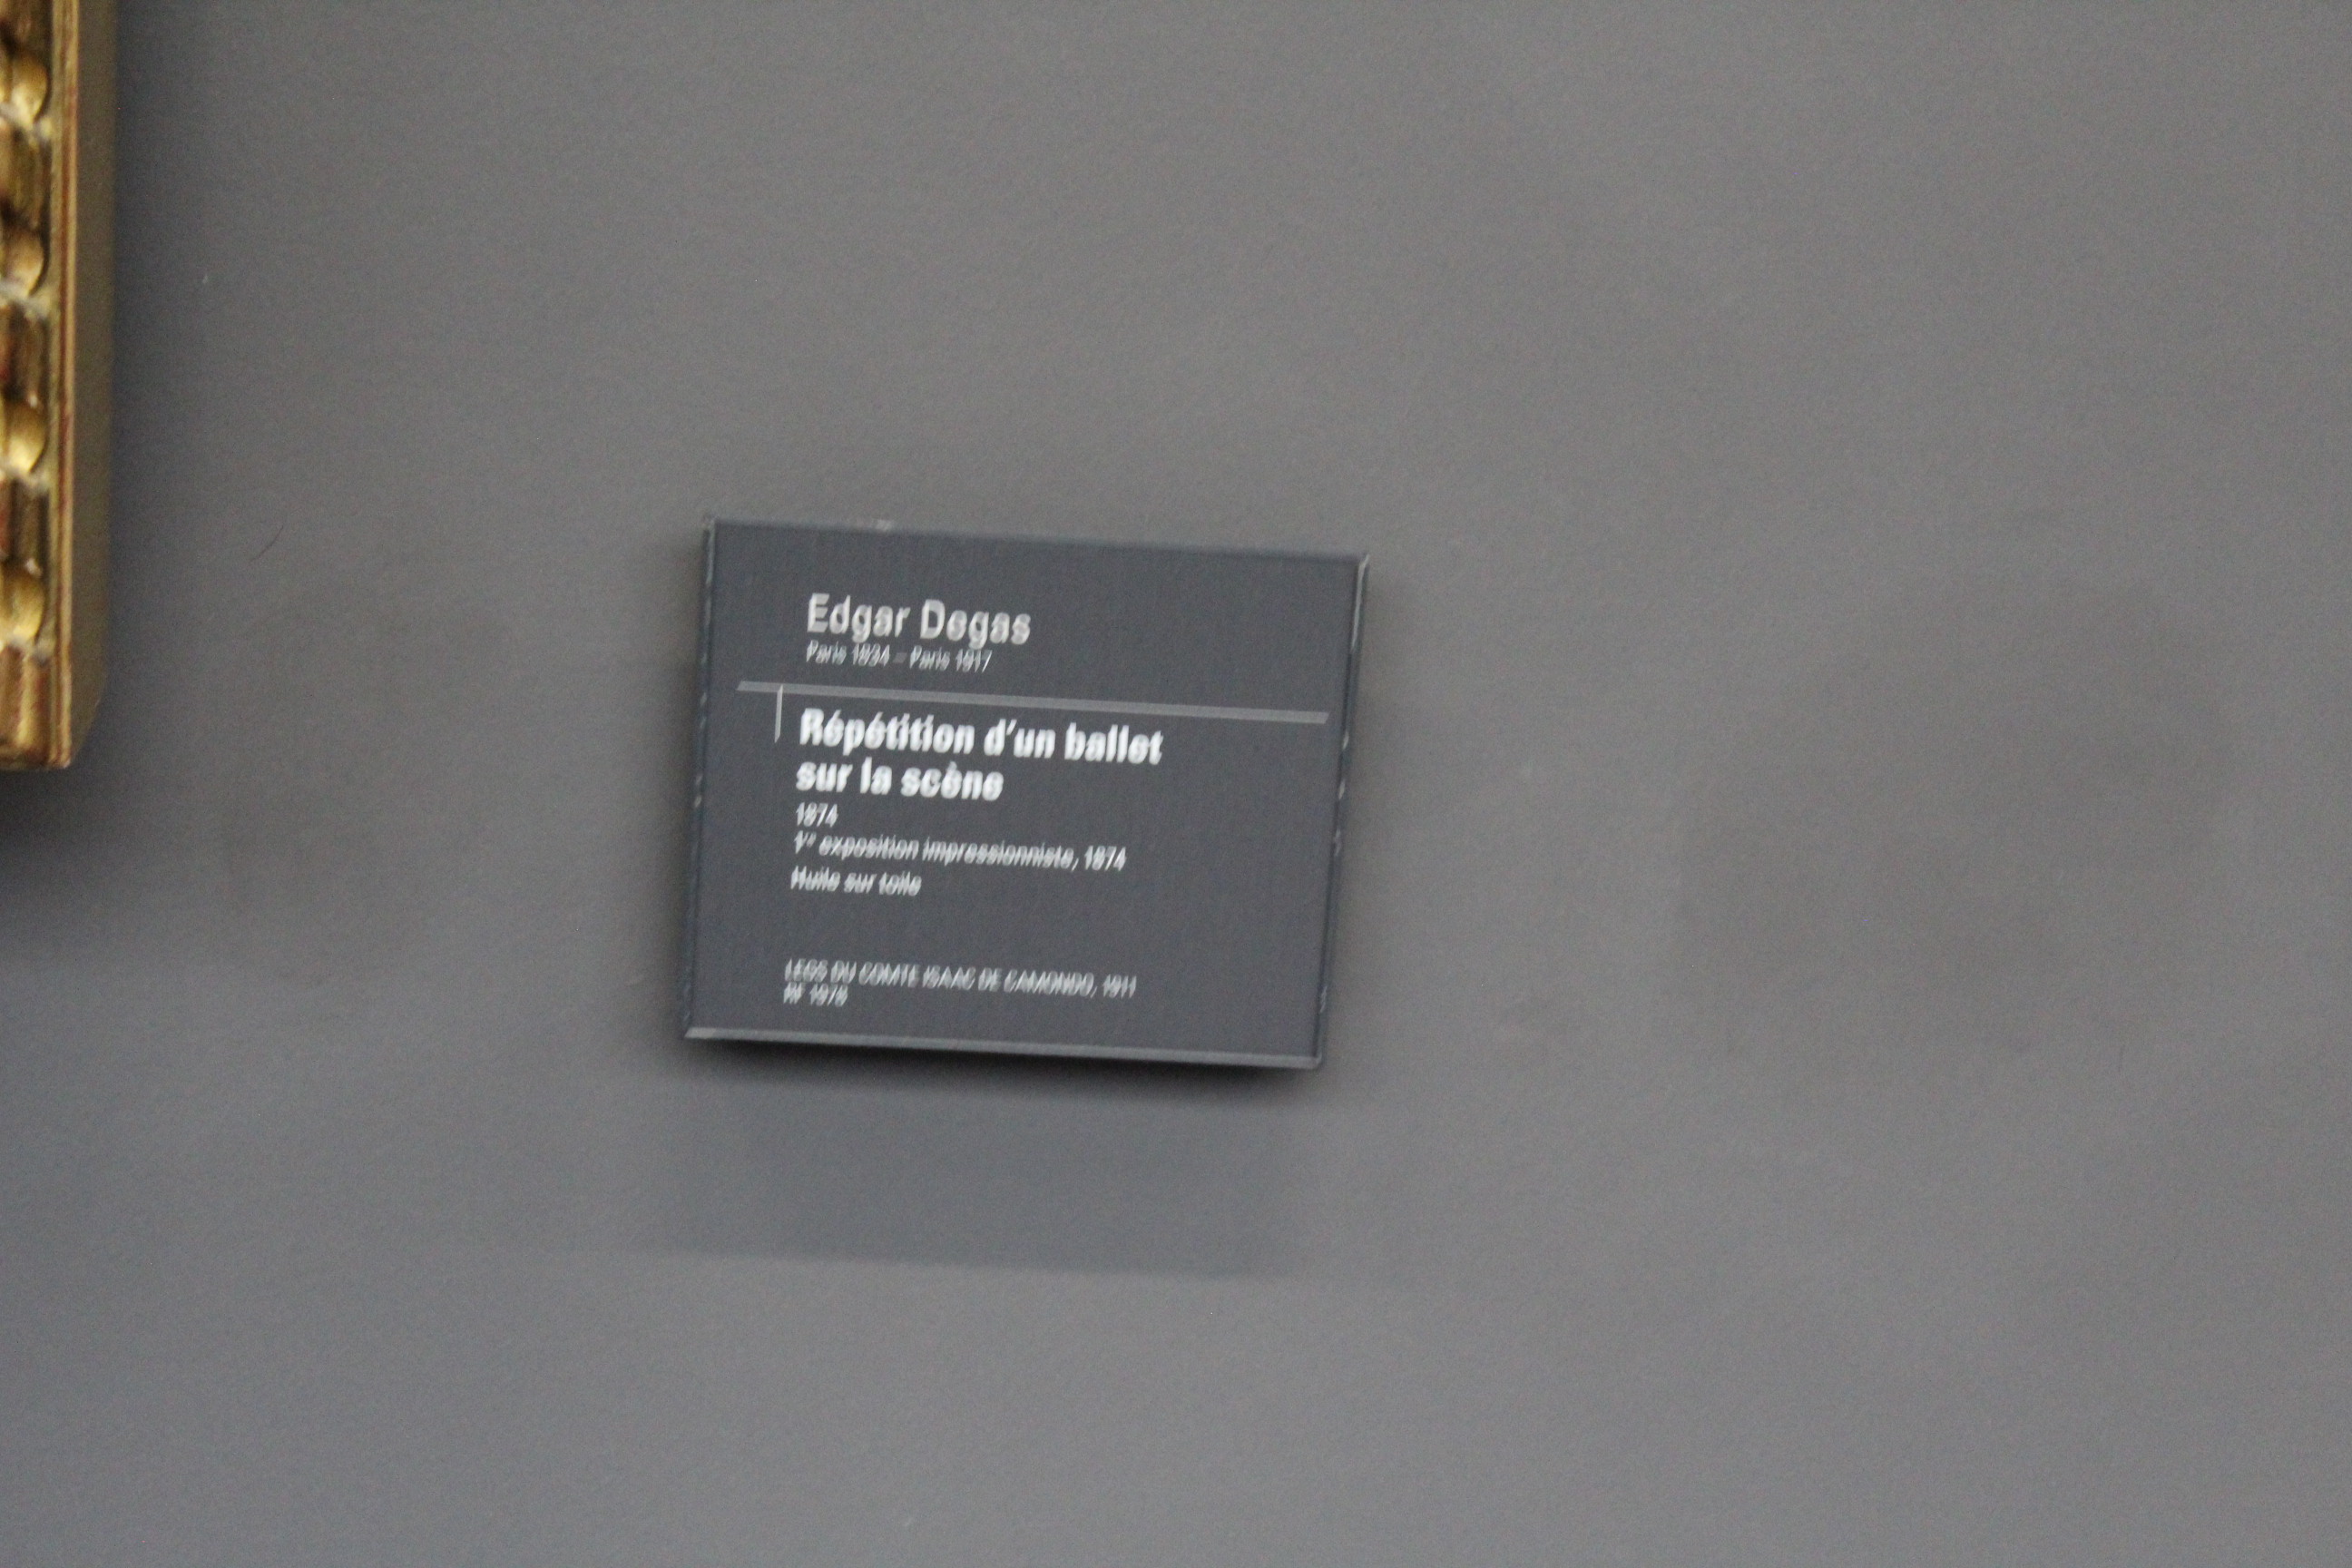 Edgar Degas
Paris 1834 – Paris 1917
Répétition d'un ballet
sur la scène
1874
1re exposition impressionniste, 1874
Huile sur toile
LEGS DU COMTE ISAAC DE CAMONDO, 1911
RF 1978